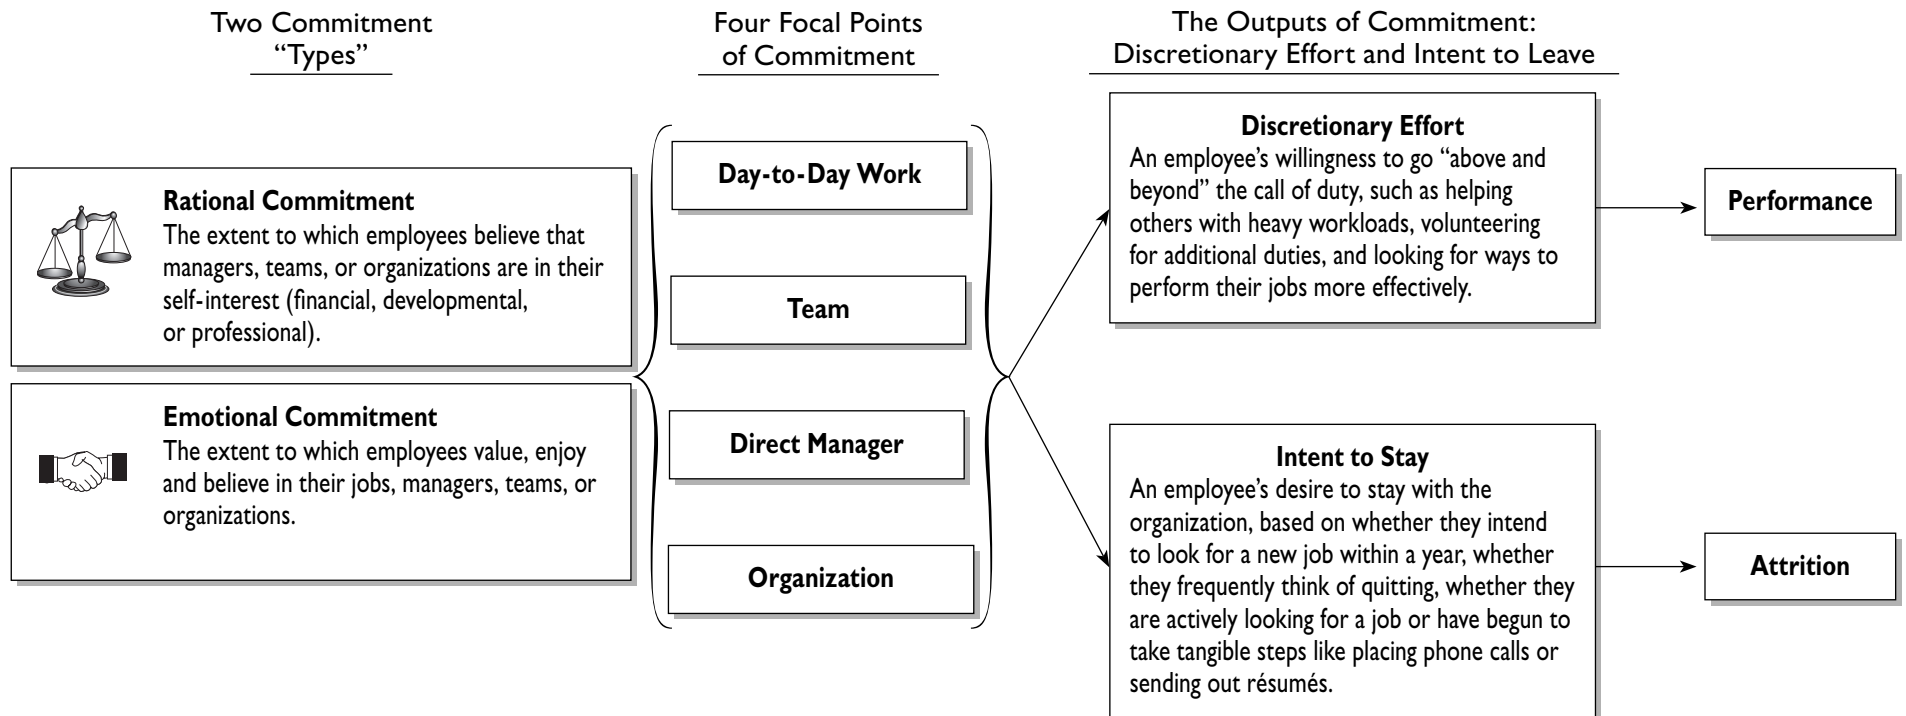 Two Commitment
“Types”
Four Focal Points
of Commitment
The Outputs of Commitment:
Discretionary Effort and Intent to Leave
Rational Commitment
The extent to which employees believe that
managers, teams, or organizations are in their
self-interest (financial, developmental,
or professional).
Emotional Commitment
The extent to which employees value, enjoy
and believe in their jobs, managers, teams, or
organizations.
Day-to-Day Work
Team
Direct Manager
Organization
Discretionary Effort
An employee’s willingness to go “above and
beyond” the call of duty, such as helping
others with heavy workloads, volunteering
for additional duties, and looking for ways to
perform their jobs more effectively.
Performance
Intent to Stay
An employee’s desire to stay with the
organization, based on whether they intend
to look for a new job within a year, whether
they frequently think of quitting, whether they
are actively looking for a job or have begun to
take tangible steps like placing phone calls or
sending out résumés.
Attrition